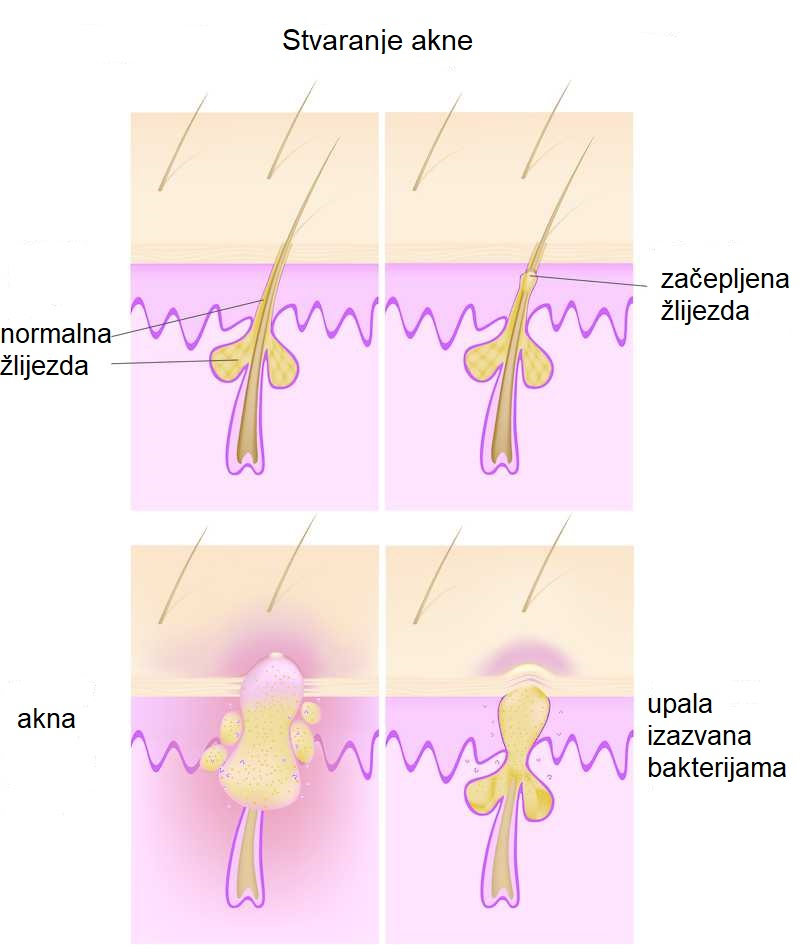 Stvaranje akne
normalna
žlijezda
začepljena
žlijezda
akna
upala
izazvana
bakterijama